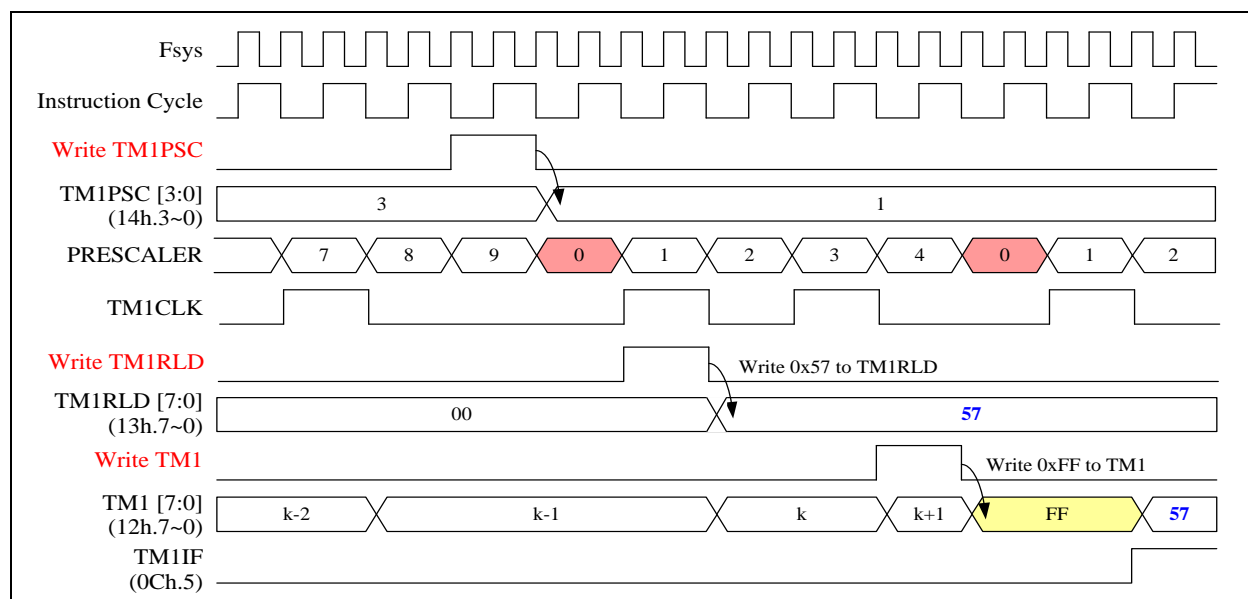 Fsys
Instruction Cycle
Write TM1PSC
TM1PSC [3:0]
(14h.3~0)
3
1
PRESCALER
7
8
9
0
1
2
3
4
0
1
2
TM1CLK
Write TM1RLD
Write 0x57 to TM1RLD
TM1RLD [7:0]
(13h.7~0)
00
57
Write TM1
Write 0xFF to TM1
TM1 [7:0]
(12h.7~0)
k-2
k-1
k
k+1
FF
57
TM1IF
(0Ch.5)